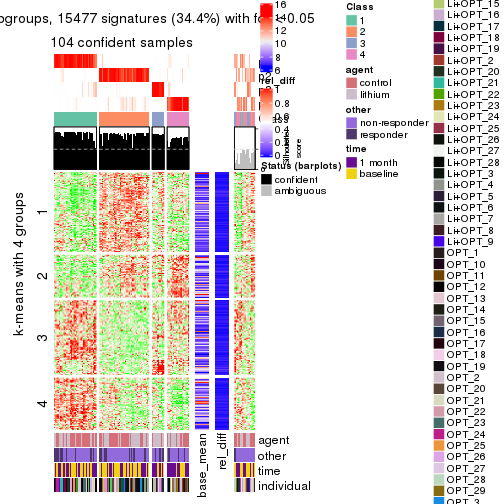 ogroups, 15477 signatures (34.4%) with
0.05
104 confident samples
16
14
12
10
8
6
rel_diff
0.8
0.6
0.4
0.2
0
Status (barplots)
confident
ambiguous
k-means with 4 groups
1
2
3
4
agent
other
time
individual
base_mean
rel_diff
Class
1
2
3
4
agent
control
lithium
other
non-responder
responder
time
1 month
baseline
Li+OPT_15
Li+OPT_16
Li+OPT_17
Li+OPT_18
Li+OPT_19
Li+OPT_2
Li+OPT_20
Li+OPT_21
Li+OPT_22
Li+OPT_23
Li+OPT_24
Li+OPT_25
Li+OPT_26
Li+OPT_27
Li+OPT_28
Li+OPT_3
Li+OPT_4
Li+OPT_5
Li+OPT_6
Li+OPT_7
Li+OPT_8
Li+OPT_9
OPT_1
OPT_10
OPT_11
OPT_12
OPT_13
OPT_14
OPT_15
OPT_16
OPT_17
OPT_18
OPT_19
OPT_2
OPT_20
OPT_21
OPT_22
OPT_23
OPT_24
OPT_25
OPT_26
OPT_27
OPT_28
OPT_29
OPT_3